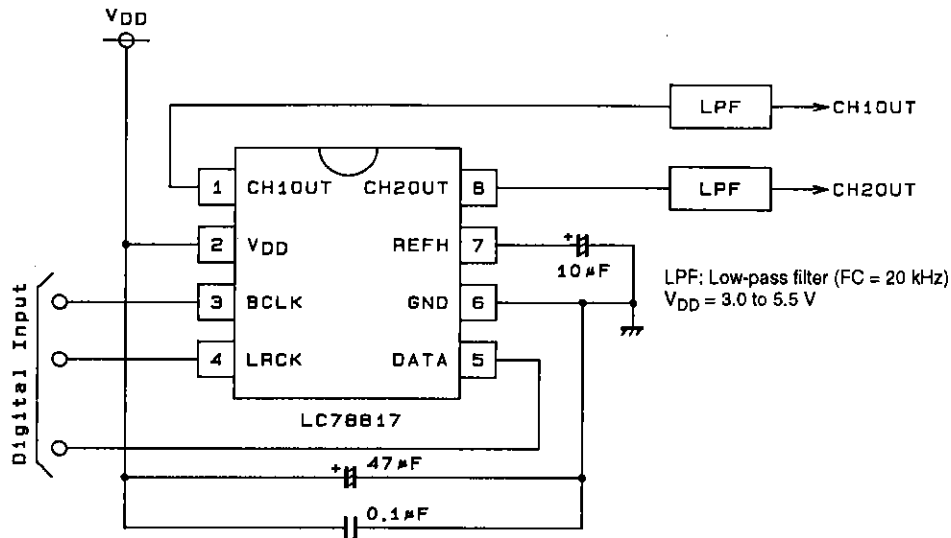 VDD
LPF
CH1OUT
LPF
CH2OUT
1 CH1OUT CH2OUT 8
2 VDD REFH 7
+
10μF
3 BCLK GND 6
4 LRCK DATA 5
LC78817
Digital Input
+
47μF
0.1μF
LPF: Low-pass filter (FC = 20 kHz)
VDD = 3.0 to 5.5 V